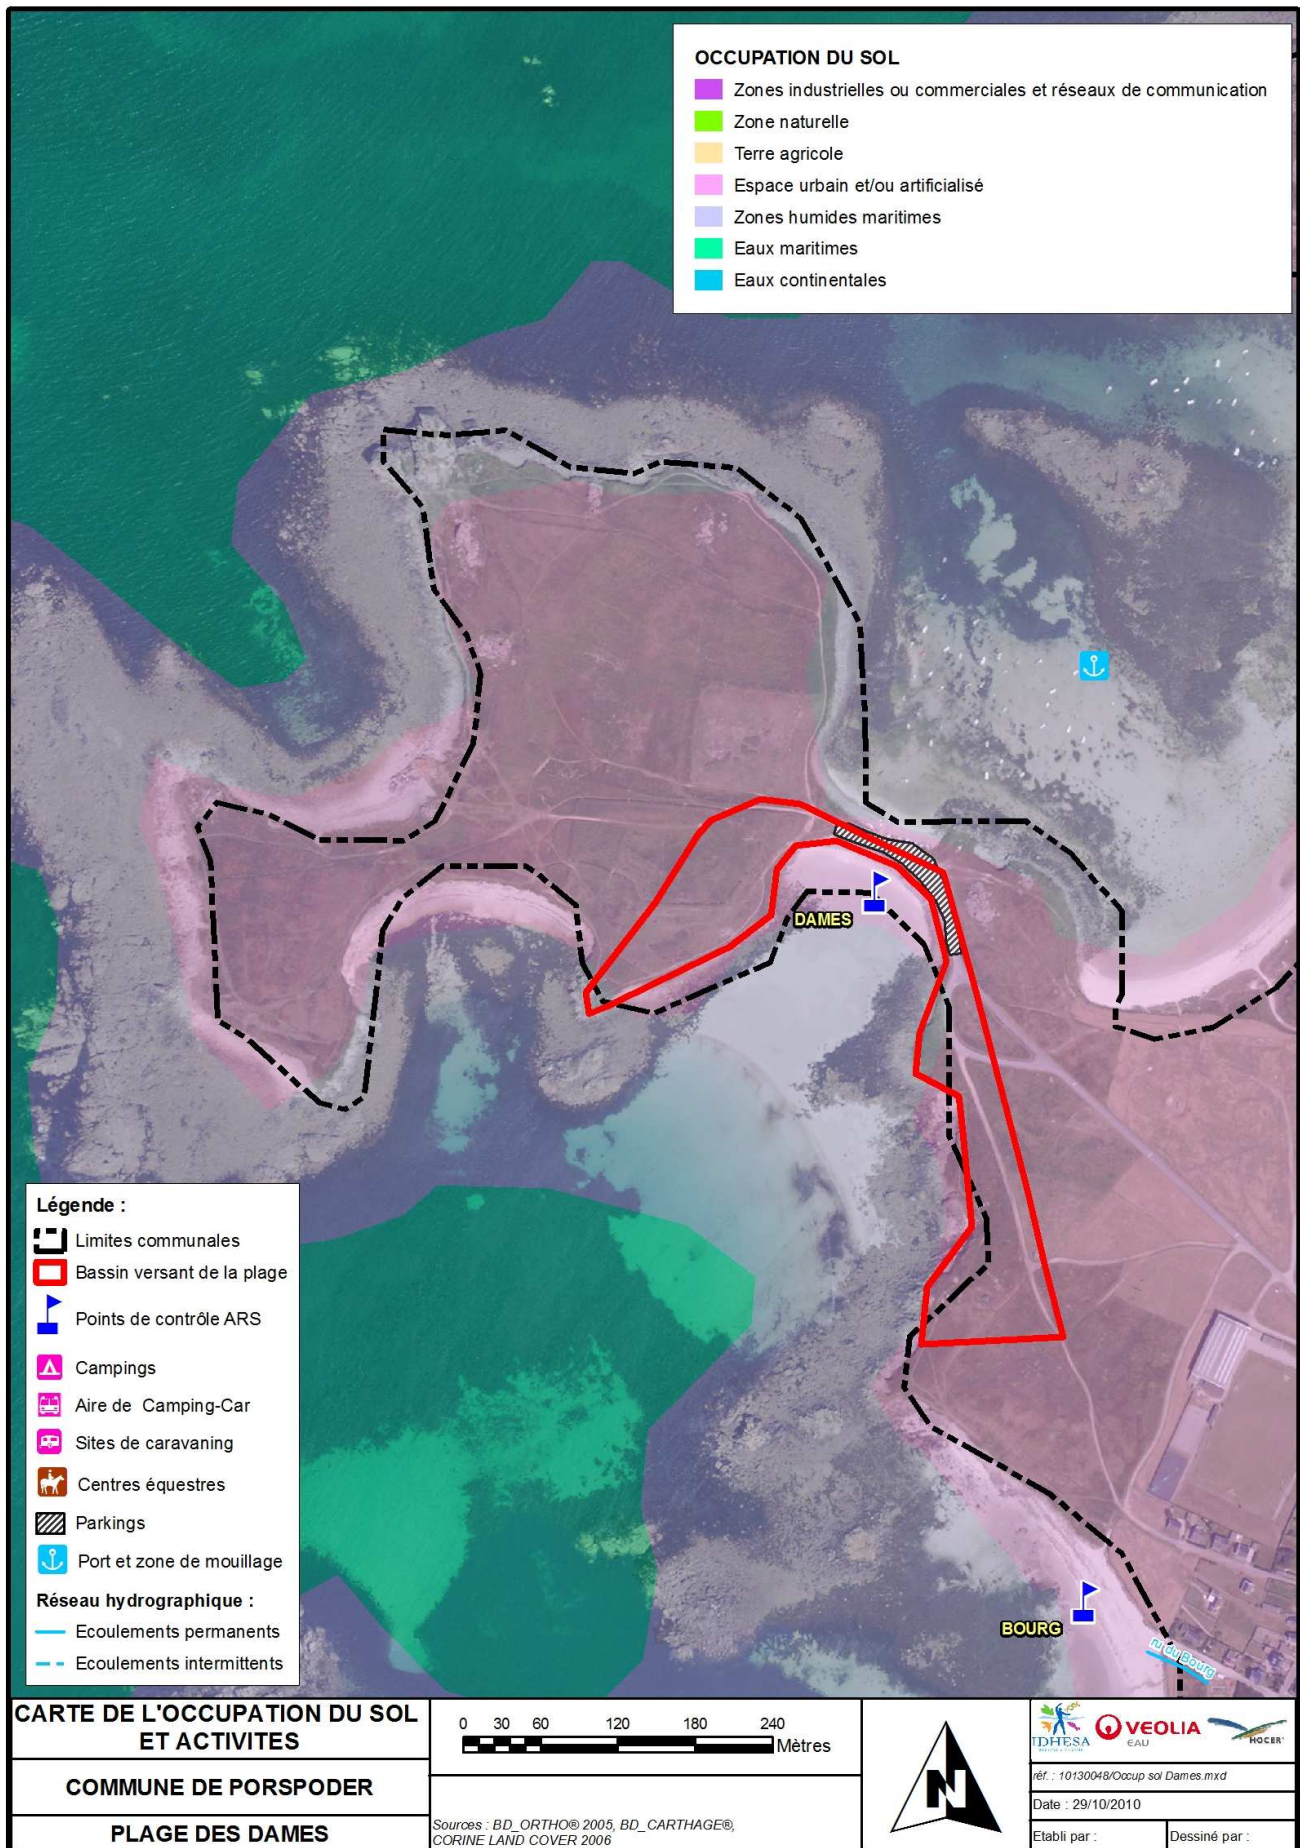 OCCUPATION DU SOL
Zones industrielles ou commerciales et réseaux de communication
Zone naturelle
Terre agricole
Espace urbain et/ou artificialisé
Zones humides maritimes
Eaux maritimes
Eaux continentales
DAMES
BOURG
ru du Bourg
Légende :
Limites communales
Bassin versant de la plage
Points de contrôle ARS
Campings
Aire de Camping-Car
Sites de caravaning
Centres équestres
Parkings
Port et zone de mouillage
Réseau hydrographique :
Ecoulements permanents
Ecoulements intermittents
CARTE DE L'OCCUPATION DU SOL
ET ACTIVITES
COMMUNE DE PORSPODER
PLAGE DES DAMES
0 30 60 120 180 240
Mètres
Sources : BD_ORTHO® 2005, BD_CARTHAGE®,
CORINE LAND COVER 2006
N
IDHESA
VEOLIA
EAU
HOCER
réf. : 10130048/Occup sol Dames.mxd
Date : 29/10/2010
Etabli par :
Dessiné par :